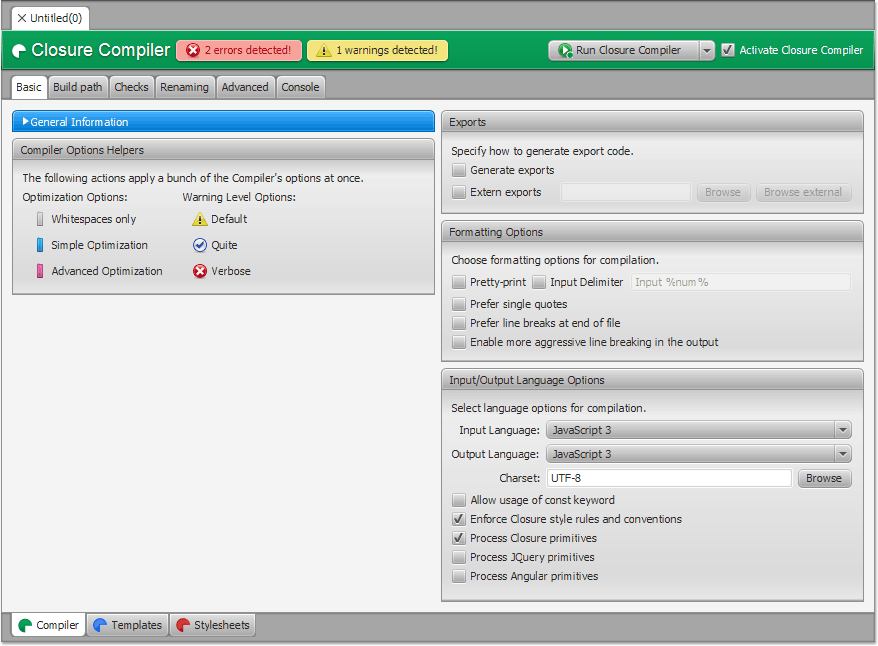 Untitled(0)
Closure Compiler
2 errors detected!
1 warnings detected!
Run Closure Compiler
Activate Closure Compiler
Basic
Build path
Checks
Renaming
Advanced
Console
General Information
Compiler Options Helpers
The following actions apply a bunch of the Compiler's options at once.
Optimization Options:
Warning Level Options:
Whitespaces only
Default
Simple Optimization
Quite
Advanced Optimization
Verbose
Exports
Specify how to generate export code.
Generate exports
Extern exports
Browse
Browse external
Formatting Options
Choose formatting options for compilation.
Pretty-print
Input Delimiter
Input %num%
Prefer single quotes
Prefer line breaks at end of file
Enable more aggressive line breaking in the output
Input/Output Language Options
Select language options for compilation.
Input Language:
JavaScript 3
Output Language:
JavaScript 3
Charset:
UTF-8
Browse
Allow usage of const keyword
Enforce Closure style rules and conventions
Process Closure primitives
Process JQuery primitives
Process Angular primitives
Compiler
Templates
Stylesheets